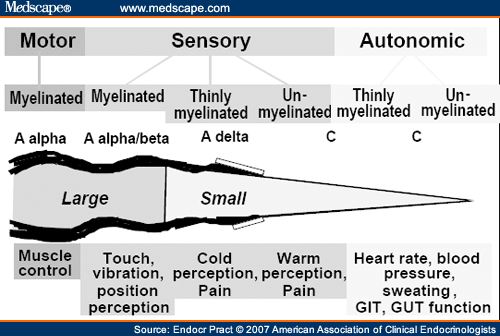 Medscape® www.medscape.com
Motor Sensory Autonomic
Myelinated Myelinated Thinly myelinated Un-myelinated Thinly myelinated Un-myelinated
A alpha A alpha/beta A delta C C
Large Small
Muscle control
Touch, vibration, position perception
Cold perception, Pain
Warm perception, Pain
Heart rate, blood pressure, sweating, GIT, GUT function
Source: Endocr Pract © 2007 American Association of Clinical Endocrinologists